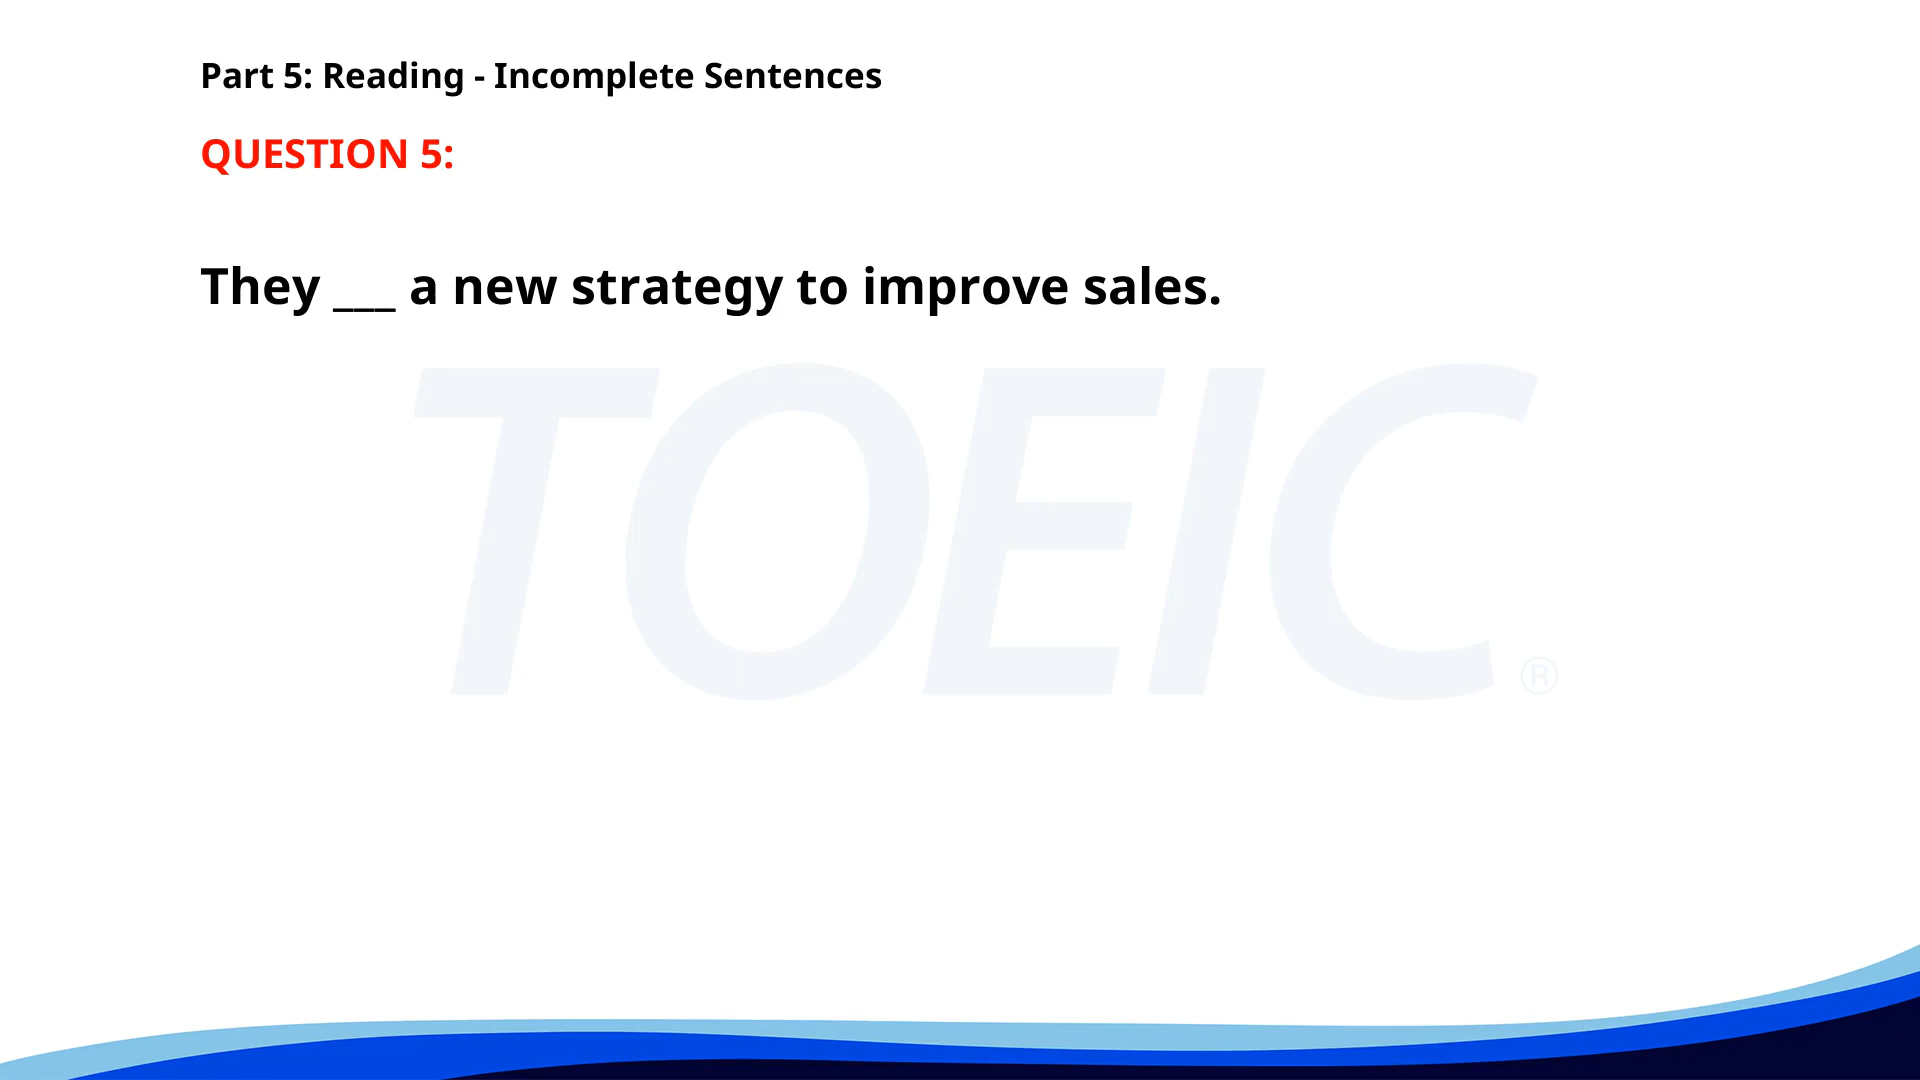 Part 5: Reading - Incomplete Sentences
QUESTION 5:
They ___ a new strategy to improve sales.
TOEIC®